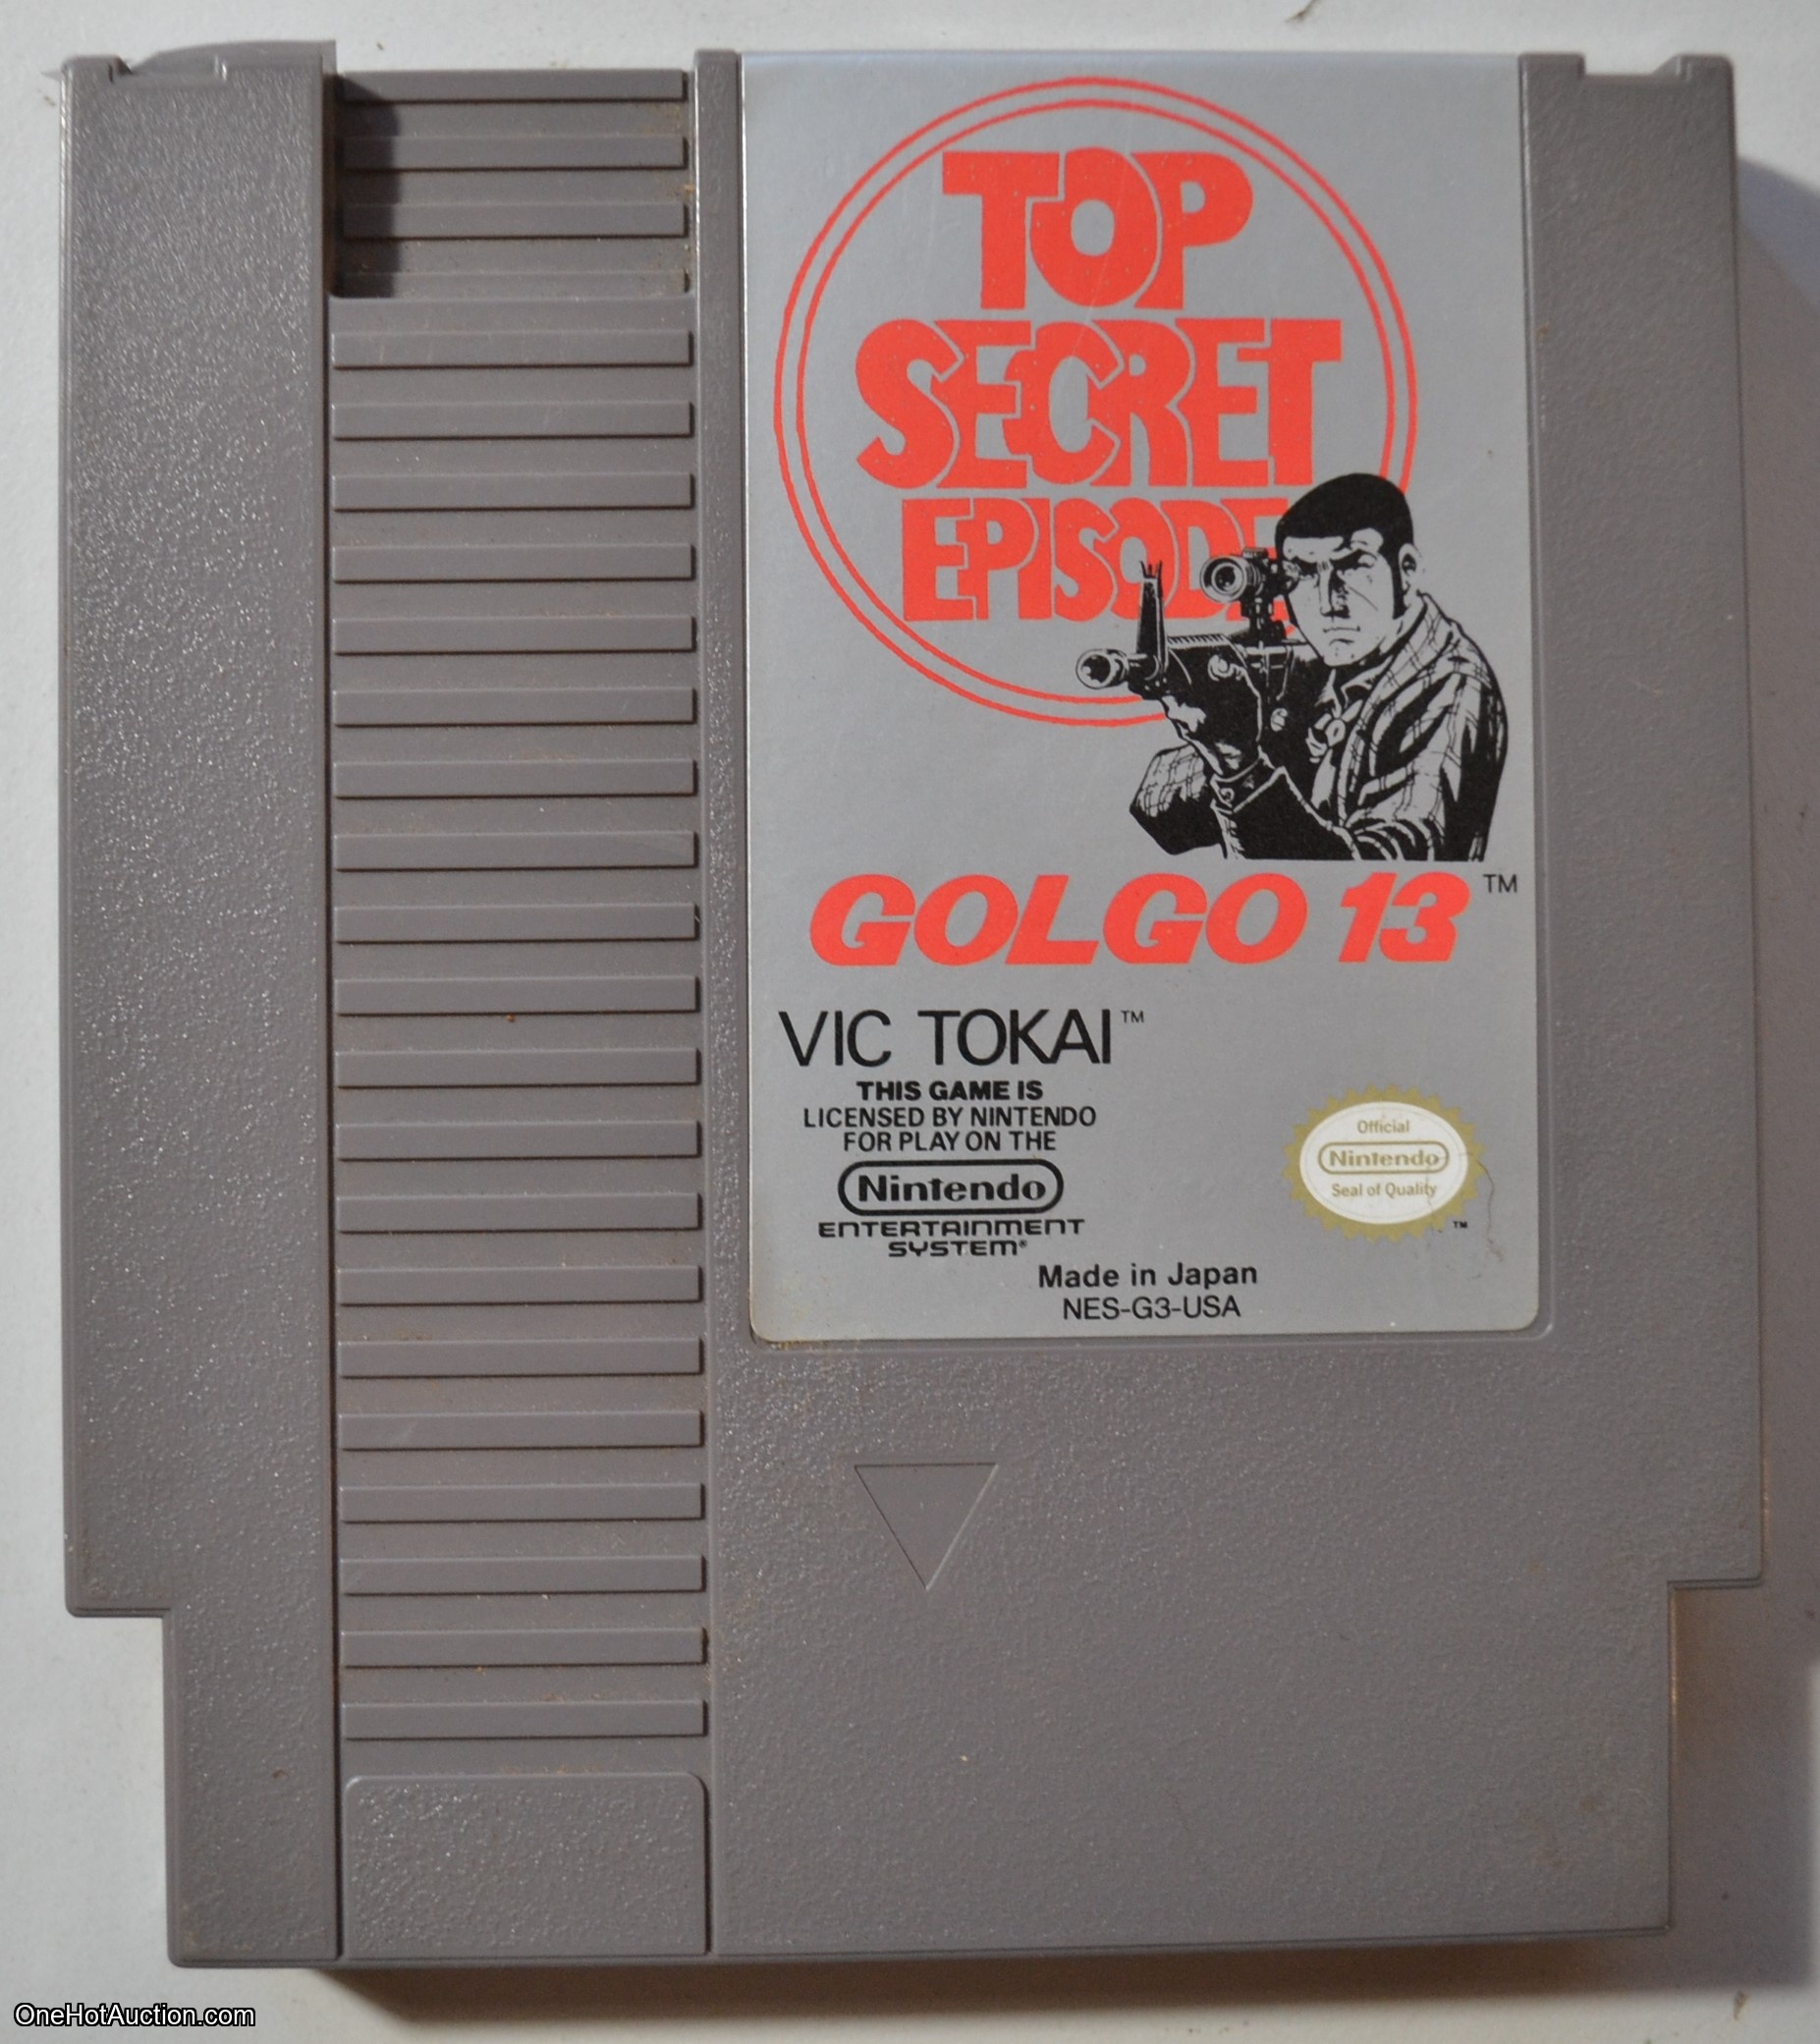 TOP
SECRET
EPISODE
GOLGO 13™
VIC TOKAI™
THIS GAME IS
LICENSED BY NINTENDO
FOR PLAY ON THE
Nintendo
ENTERTAINMENT
SYSTEM®
Official
Nintendo
Seal of Quality
™
Made in Japan
NES-G3-USA
OneHotAuction.com